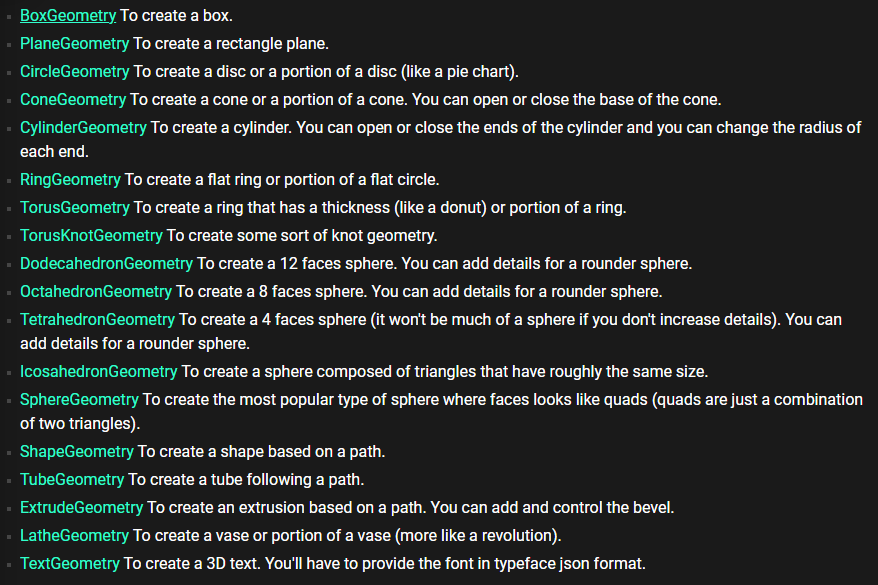 BoxGeometry To create a box.
PlaneGeometry To create a rectangle plane.
CircleGeometry To create a disc or a portion of a disc (like a pie chart).
ConeGeometry To create a cone or a portion of a cone. You can open or close the base of the cone.
CylinderGeometry To create a cylinder. You can open or close the ends of the cylinder and you can change the radius of
each end.
RingGeometry To create a flat ring or portion of a flat circle.
TorusGeometry To create a ring that has a thickness (like a donut) or portion of a ring.
TorusKnotGeometry To create some sort of knot geometry.
DodecahedronGeometry To create a 12 faces sphere. You can add details for a rounder sphere.
OctahedronGeometry To create a 8 faces sphere. You can add details for a rounder sphere.
TetrahedronGeometry To create a 4 faces sphere (it won't be much of a sphere if you don't increase details). You can
add details for a rounder sphere.
IcosahedronGeometry To create a sphere composed of triangles that have roughly the same size.
SphereGeometry To create the most popular type of sphere where faces looks like quads (quads are just a combination
of two triangles).
ShapeGeometry To create a shape based on a path.
TubeGeometry To create a tube following a path.
ExtrudeGeometry To create an extrusion based on a path. You can add and control the bevel.
LatheGeometry To create a vase or portion of a vase (more like a revolution).
TextGeometry To create a 3D text. You'll have to provide the font in typeface json format.